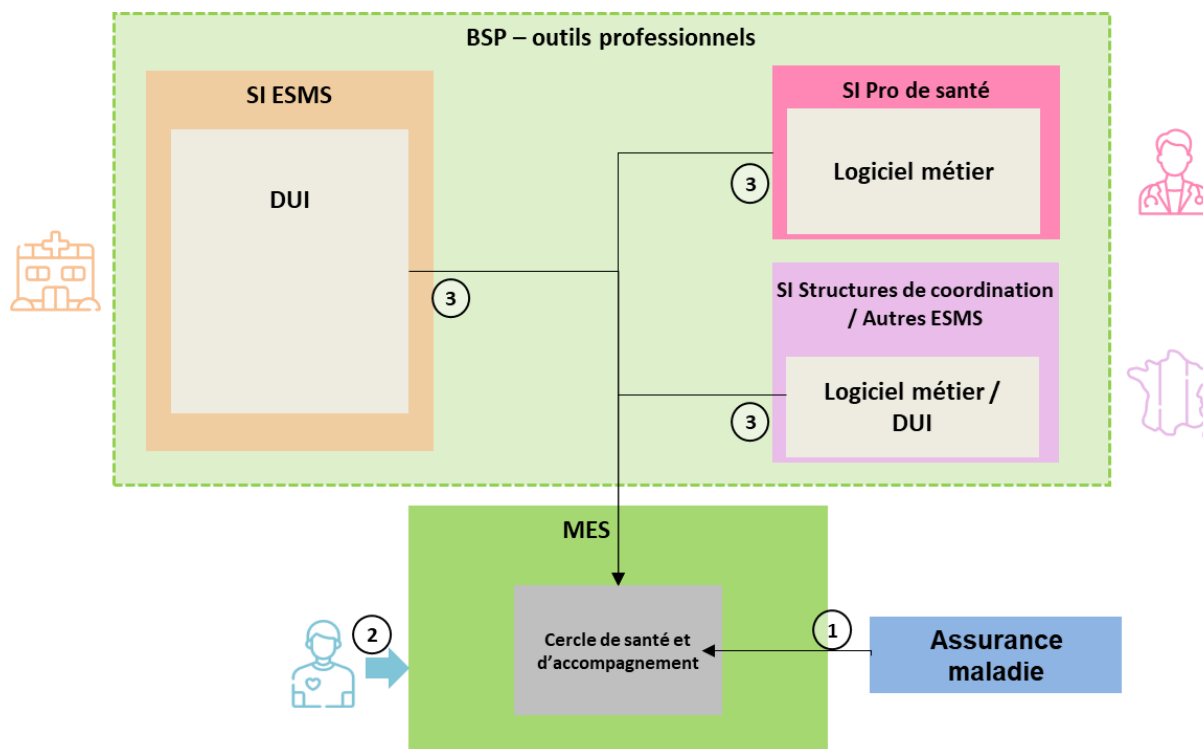 BSP – outils professionnels
SI ESMS
DUI
3
SI Pro de santé
Logiciel métier
3
SI Structures de coordination
/ Autres ESMS
Logiciel métier /
DUI
3
MES
Cercle de santé et
d’accompagnement
2
1
Assurance
maladie